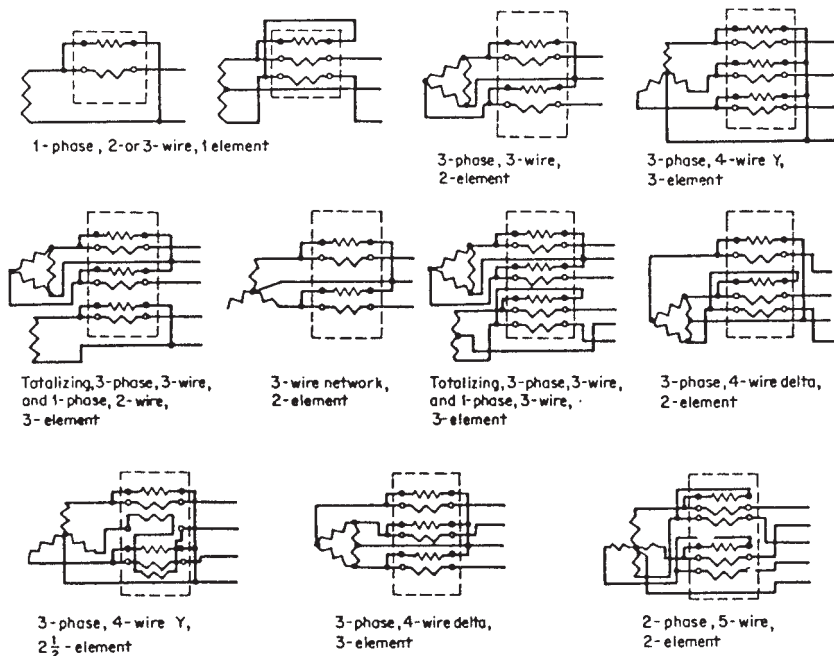 1-phase, 2-or 3-wire, 1 element
3-phase, 3-wire,
2-element
3-phase, 4-wire Y,
3-element
Totalizing, 3-phase, 3-wire,
and 1-phase, 2-wire,
3-element
3-wire network,
2-element
Totalizing, 3-phase, 3-wire,
and 1-phase, 3-wire,
3-element
3-phase, 4-wire delta,
2-element
3-phase, 4-wire Y,
2 1/2-element
3-phase, 4-wire delta,
3-element
2-phase, 5-wire,
2-element